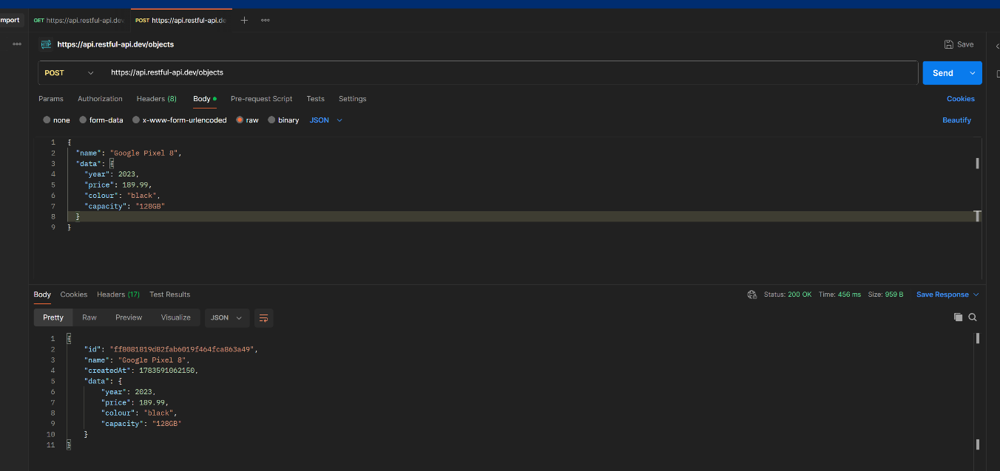 mport
GET https://api.restful-api.dev
POST https://api.restful-api.de
https://api.restful-api.dev/objects
Save
POST
https://api.restful-api.dev/objects
Send
Params Authorization Headers (8) Body Pre-request Script Tests Settings
Cookies
none form-data x-www-form-urlencoded raw binary JSON
Beautify
1 {
2 "name": "Google Pixel 8",
3 "data": {
4 "year": 2023,
5 "price": 189.99,
6 "colour": "black",
7 "capacity": "128GB"
8 }
9 }
Body Cookies Headers (17) Test Results
Status: 200 OK Time: 456 ms Size: 959 B
Save Response
Pretty Raw Preview Visualize JSON
1 {
2 "id": "ff8081819d82fab6019f464fca863a49",
3 "name": "Google Pixel 8",
4 "createdAt": 1783591062150,
5 "data": {
6 "year": 2023,
7 "price": 189.99,
8 "colour": "black",
9 "capacity": "128GB"
10 }
11 }